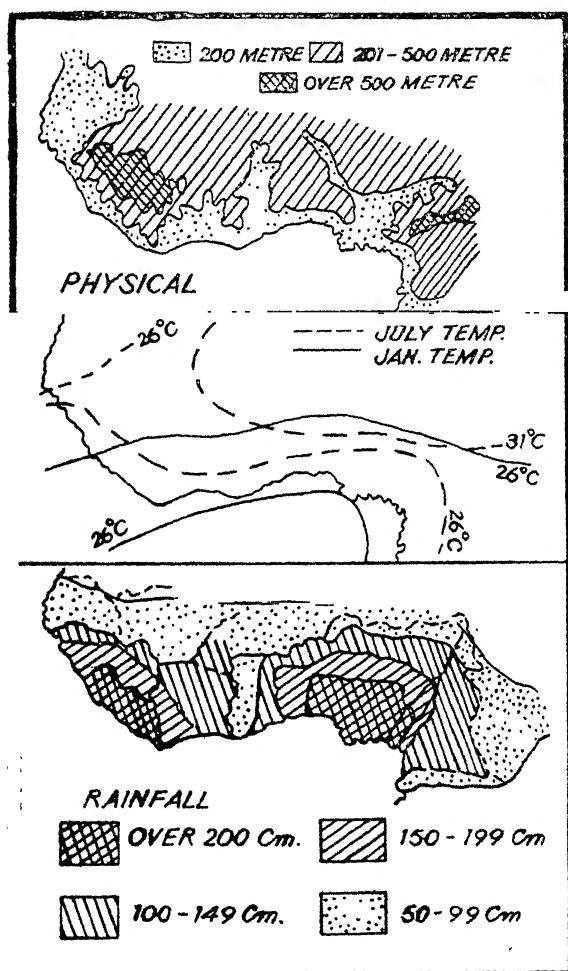 200 METRE 201-500 METRE
OVER 500 METRE
PHYSICAL
26°C
JULY TEMP.
JAN. TEMP.
31°C
26°C
26°C
26°C
RAINFALL
OVER 200 Cm. 150-199 Cm
100-149 Cm. 50-99 Cm